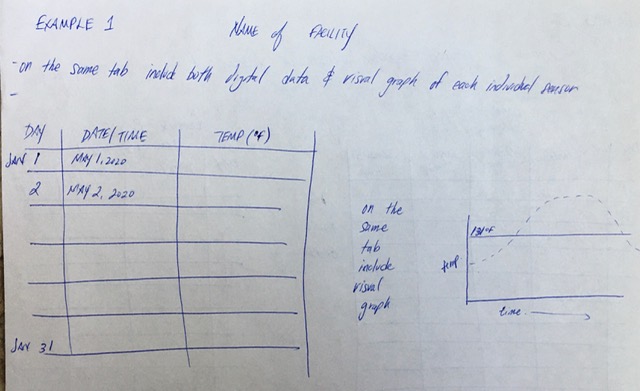 EXAMPLE 1
NAME of FACILITY
- on the same tab include both digital data & visual graph of each individual sensor
-
DAY DATE/TIME TEMP (°F)
JAN 1 MAY 1, 2020
2 MAY 2, 2020
JAN 31
on the
same
tab
include
visual
graph
131°F
temp
time